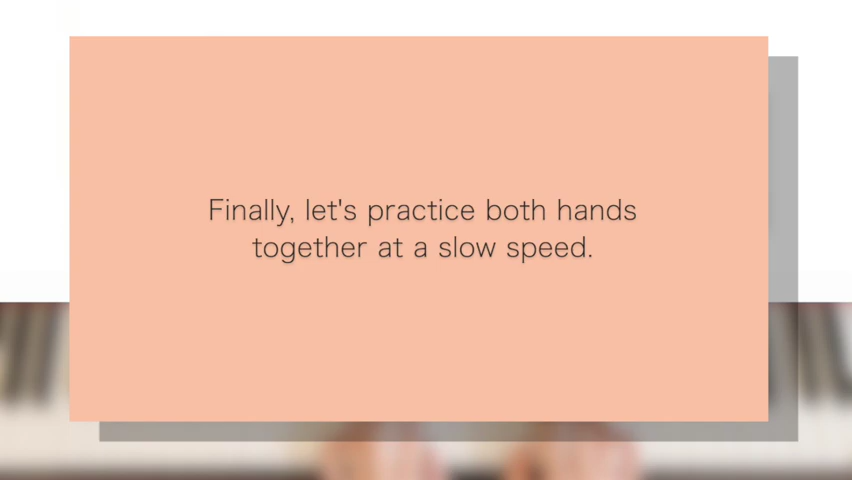 Finally, let's practice both hands
together at a slow speed.